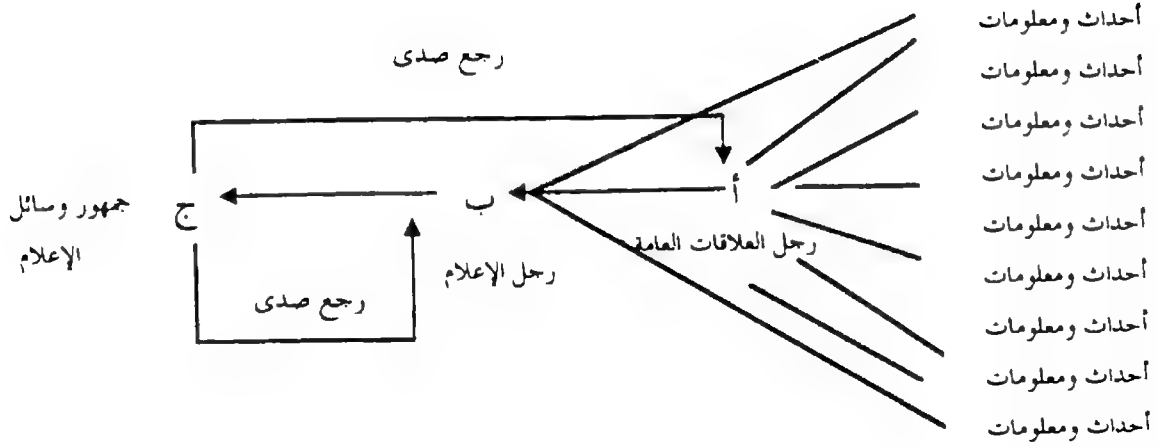 أحداث ومعلومات
رجع صدى
أحداث ومعلومات
أحداث ومعلومات
أحداث ومعلومات
أ
ب
ج
جمهور وسائل
الإعلام
أحداث ومعلومات
رجل العلاقات العامة
رجل الإعلام
أحداث ومعلومات
رجع صدى
أحداث ومعلومات
أحداث ومعلومات
أحداث ومعلومات